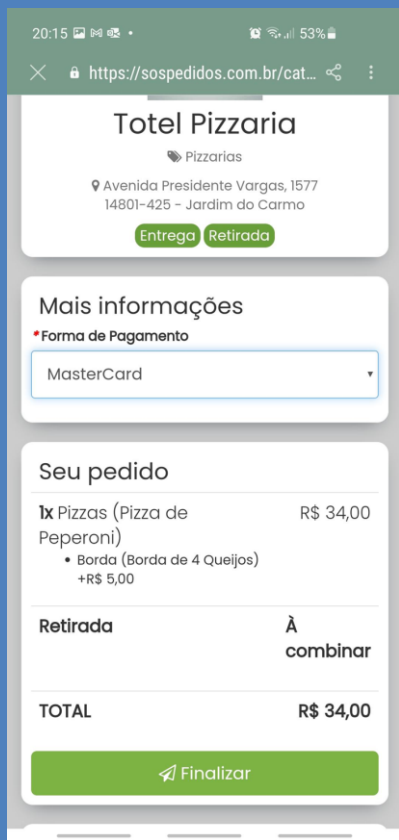 20:15
53%
https://sospedidos.com.br/cat...
Totel Pizzaria
Pizzarias
Avenida Presidente Vargas, 1577
14801-425 - Jardim do Carmo
Entrega Retirada
Mais informações
*Forma de Pagamento
MasterCard
Seu pedido
1x Pizzas (Pizza de R$ 34,00
Peperoni)
• Borda (Borda de 4 Queijos)
+R$ 5,00
Retirada À
combinar
TOTAL R$ 34,00
Finalizar